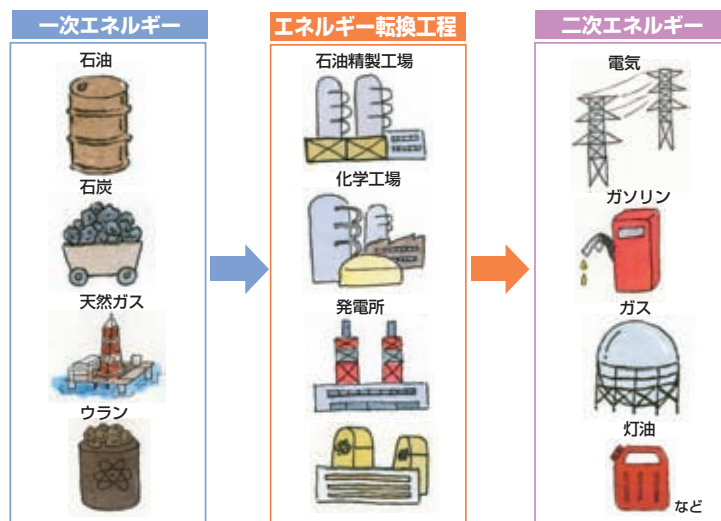 一次エネルギー
石油
石炭
天然ガス
ウラン
エネルギー転換工程
石油精製工場
化学工場
発電所
二次エネルギー
電気
ガソリン
ガス
灯油
など